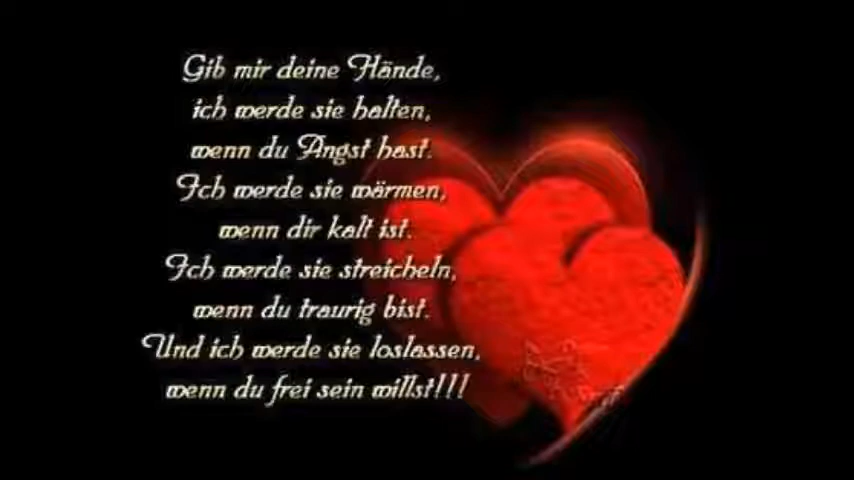 Gib mir deine Hände,
ich werde sie halten,
wenn du Angst hast.
Ich werde sie wärmen,
wenn dir kalt ist.
Ich werde sie streicheln,
wenn du traurig bist.
Und ich werde sie loslassen,
wenn du frei sein willst!!!